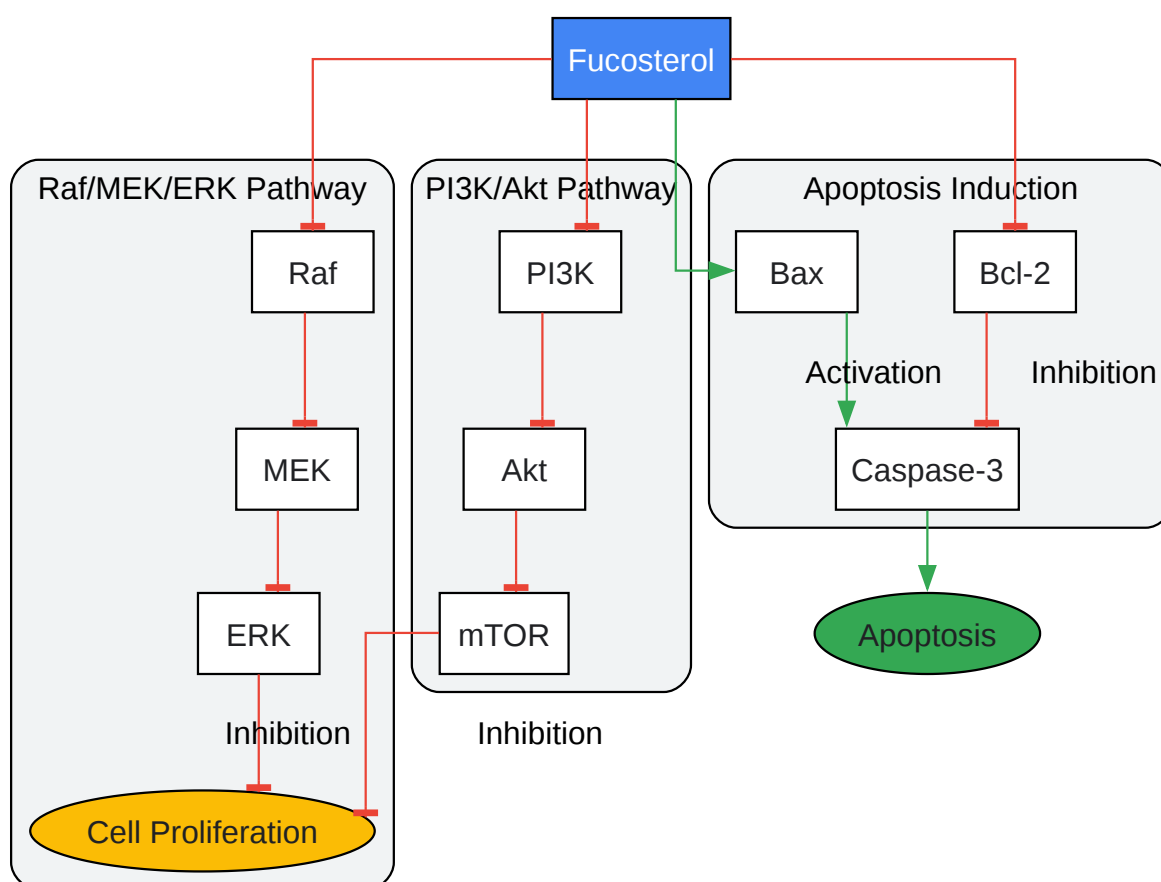 Fucosterol
Raf/MEK/ERK Pathway
PI3K/Akt Pathway
Apoptosis Induction
Raf
PI3K
Bax
Bcl-2
Activation
Inhibition
MEK
Akt
Caspase-3
ERK
mTOR
Apoptosis
Inhibition
Inhibition
Cell Proliferation